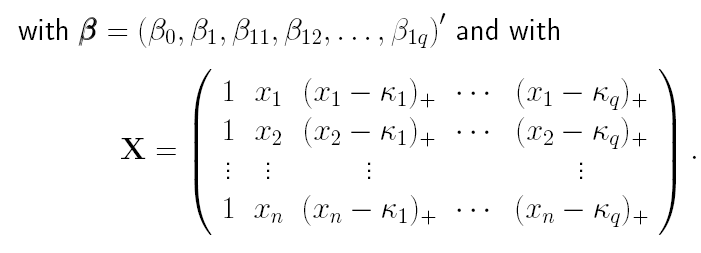 with β = (β₀, β₁, β₁₁, β₁₂, …, β₁q)′ and with
X = ( 1 x₁ (x₁ − κ₁)₊ ⋯ (x₁ − κq)₊
1 x₂ (x₂ − κ₁)₊ ⋯ (x₂ − κq)₊
⋮ ⋮ ⋮ ⋮
1 xₙ (xₙ − κ₁)₊ ⋯ (xₙ − κq)₊ ) .